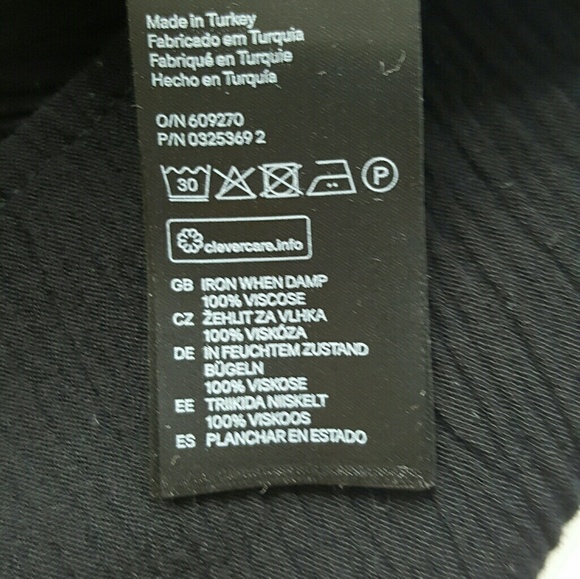 Made in Turkey
Fabricado em Turquia
Fabriqué en Turquie
Hecho en Turquía
O/N 609270
P/N 0325369 2
30 P
clevercare.info
GB IRON WHEN DAMP
100% VISCOSE
CZ ŽEHLIT ZA VLHKA
100% VISKÓZA
DE IN FEUCHTEM ZUSTAND
BÜGELN
100% VISKOSE
EE TRIIKIDA NIISKELT
100% VISKOOS
ES PLANCHAR EN ESTADO